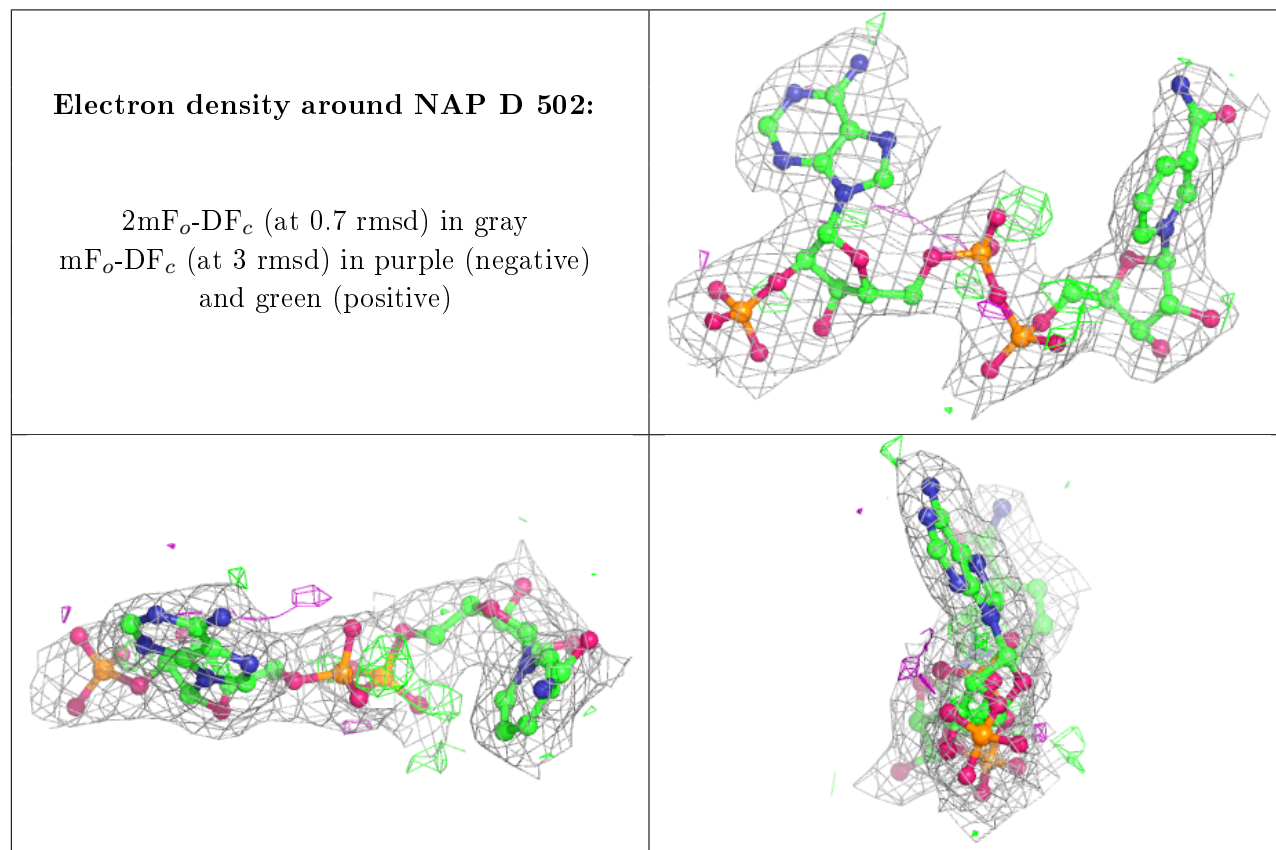 Electron density around NAP D 502:
2mFₒ-DF𝒸 (at 0.7 rmsd) in gray
mFₒ-DF𝒸 (at 3 rmsd) in purple (negative)
and green (positive)